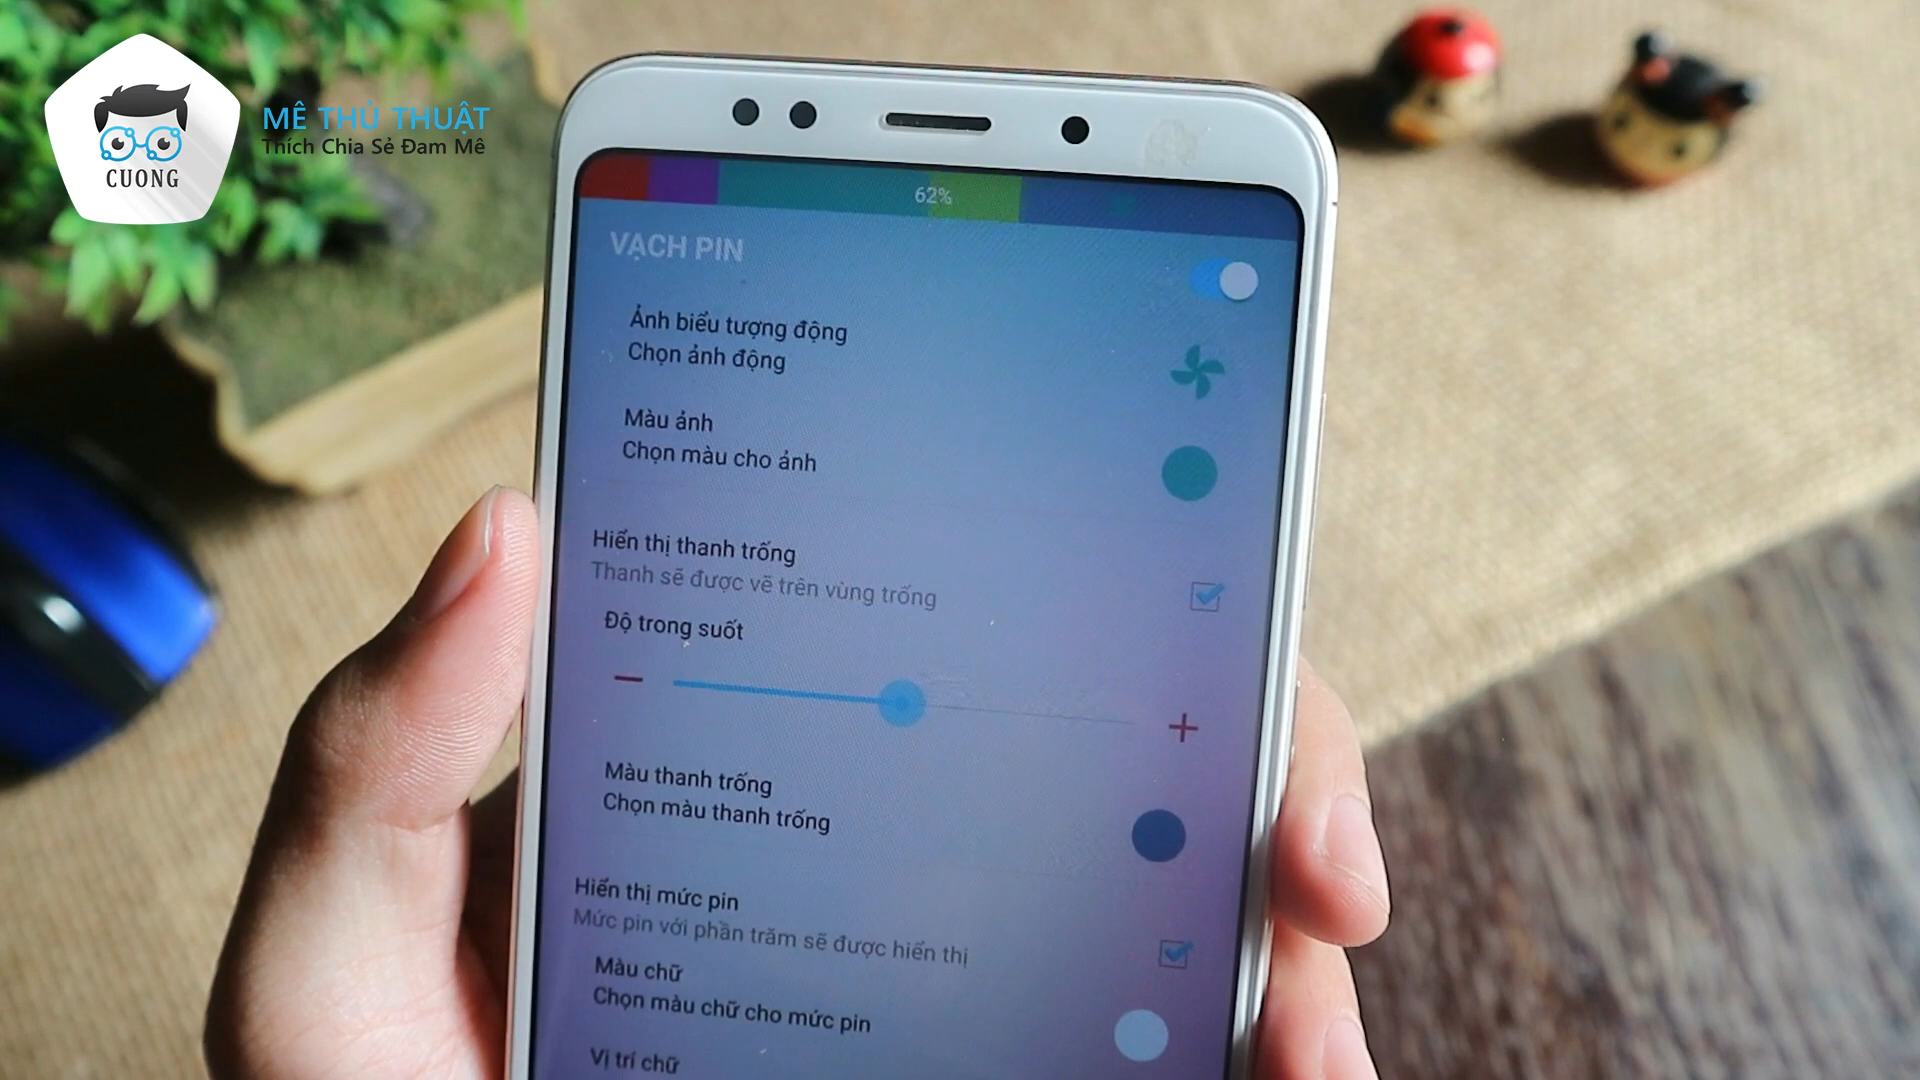 MÊ THỦ THUẬT
Thích Chia Sẻ Đam Mê
CUONG
62%
VẠCH PIN
Ảnh biểu tượng động
Chọn ảnh động
Màu ảnh
Chọn màu cho ảnh
Hiển thị thanh trống
Thanh sẽ được vẽ trên vùng trống
Độ trong suốt
Màu thanh trống
Chọn màu thanh trống
Hiển thị mức pin
Mức pin với phần trăm sẽ được hiển thị
Màu chữ
Chọn màu chữ cho mức pin
Vị trí chữ